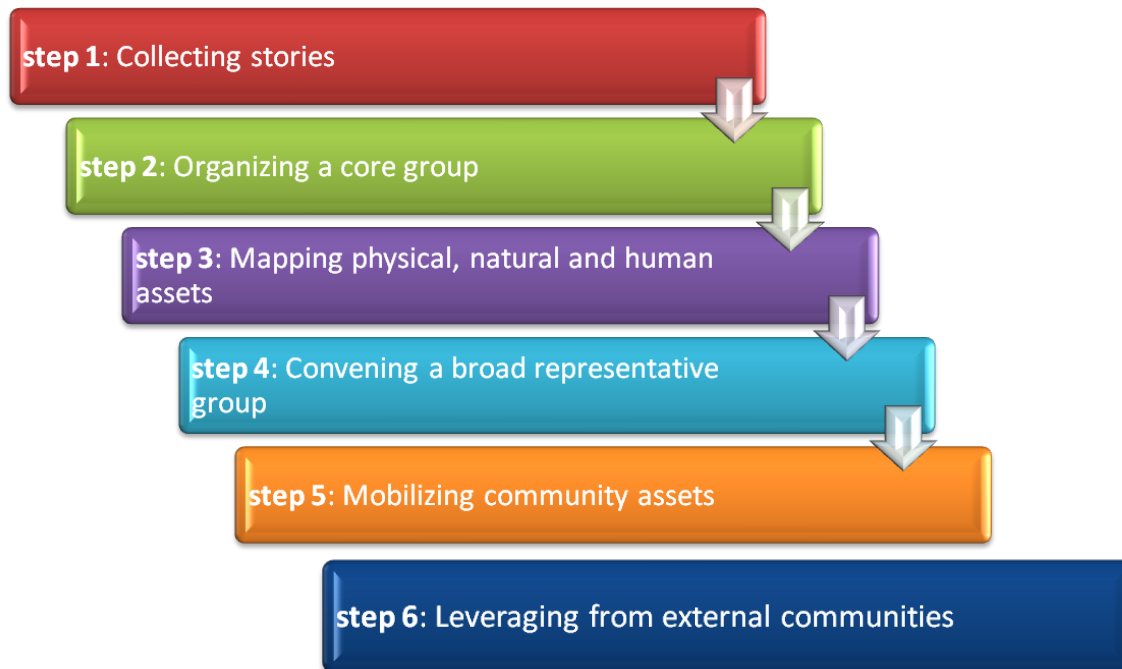 step 1: Collecting stories
step 2: Organizing a core group
step 3: Mapping physical, natural and human
assets
step 4: Convening a broad representative
group
step 5: Mobilizing community assets
step 6: Leveraging from external communities